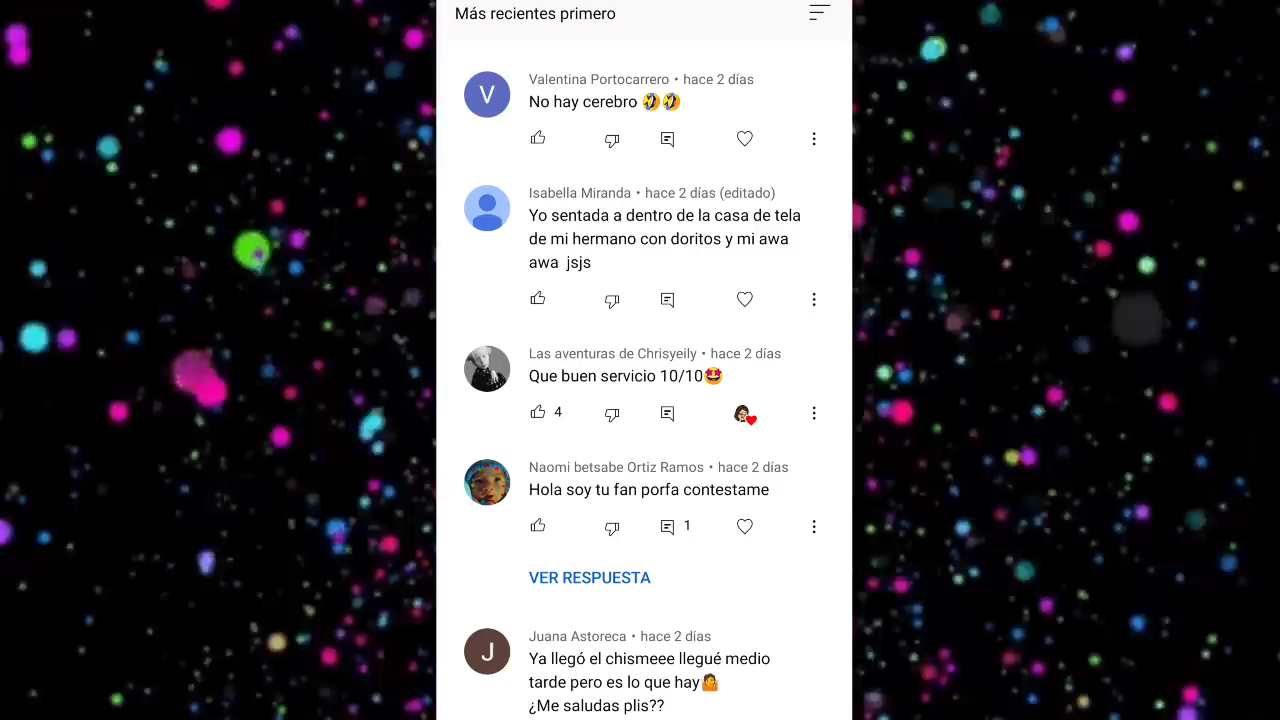 Más recientes primero
V
Valentina Portocarrero • hace 2 días
No hay cerebro 🤣🤣
Isabella Miranda • hace 2 días (editado)
Yo sentada a dentro de la casa de tela
de mi hermano con doritos y mi awa
awa  jsjs
Las aventuras de Chrisyeily • hace 2 días
Que buen servicio 10/10🤩
4
Naomi betsabe Ortiz Ramos • hace 2 días
Hola soy tu fan porfa contestame
1
VER RESPUESTA
J
Juana Astoreca • hace 2 días
Ya llegó el chismeee llegué medio
tarde pero es lo que hay🤷
¿Me saludas plis??